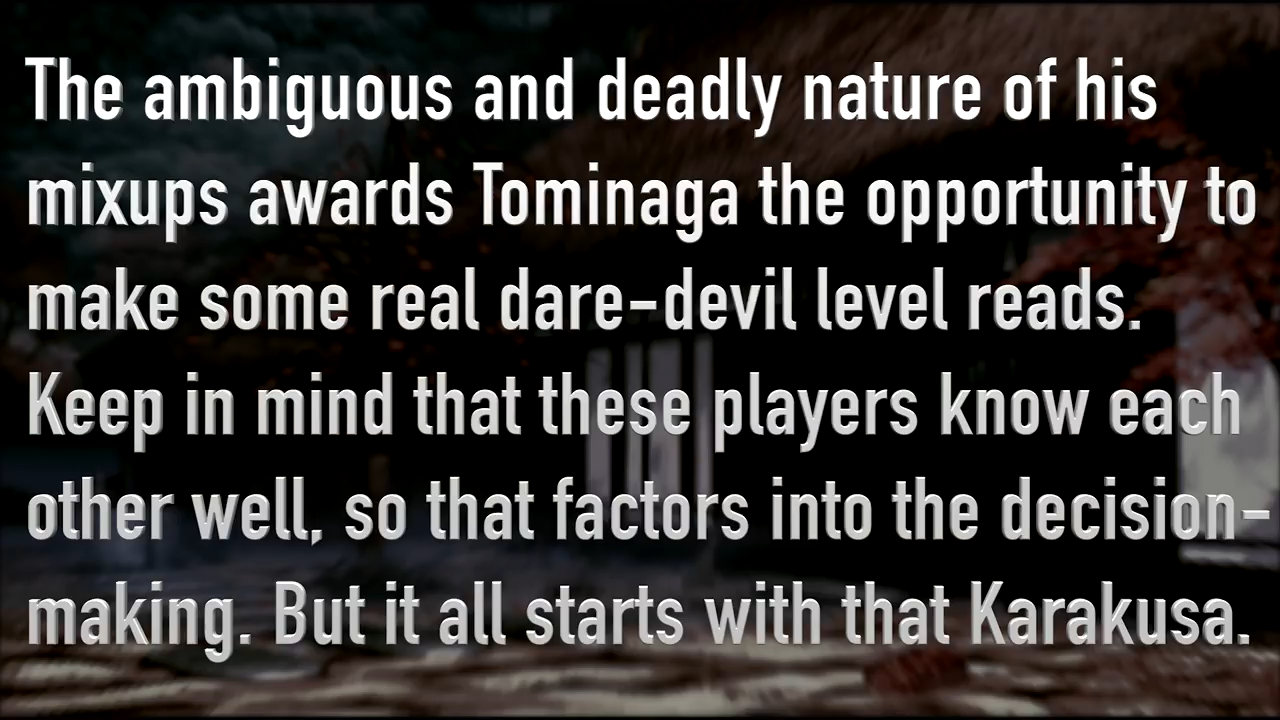 The ambiguous and deadly nature of his
mixups awards Tominaga the opportunity to
make some real dare-devil level reads.
Keep in mind that these players know each
other well, so that factors into the decision-
making. But it all starts with that Karakusa.